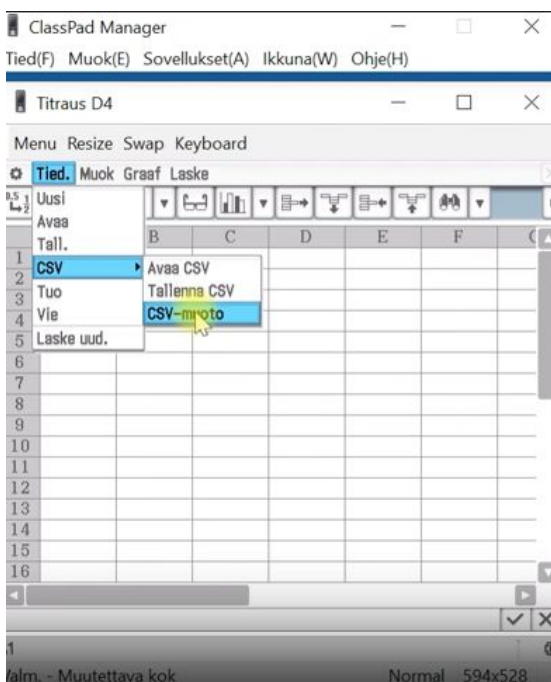 ClassPad Manager
Tied(F) Muok(E) Sovellukset(A) Ikkuna(W) Ohje(H)
Titraus D4
Menu Resize Swap Keyboard
Tied. Muok Graaf Laske
Uusi
Avaa
Tall.
CSV
Tuo
Vie
Laske uud.
Avaa CSV
Tallenna CSV
CSV-muoto
B C D E F
1
2
3
4
5
6
7
8
9
10
11
12
13
14
15
16
Valm. - Muutettava kok Normal 594x528